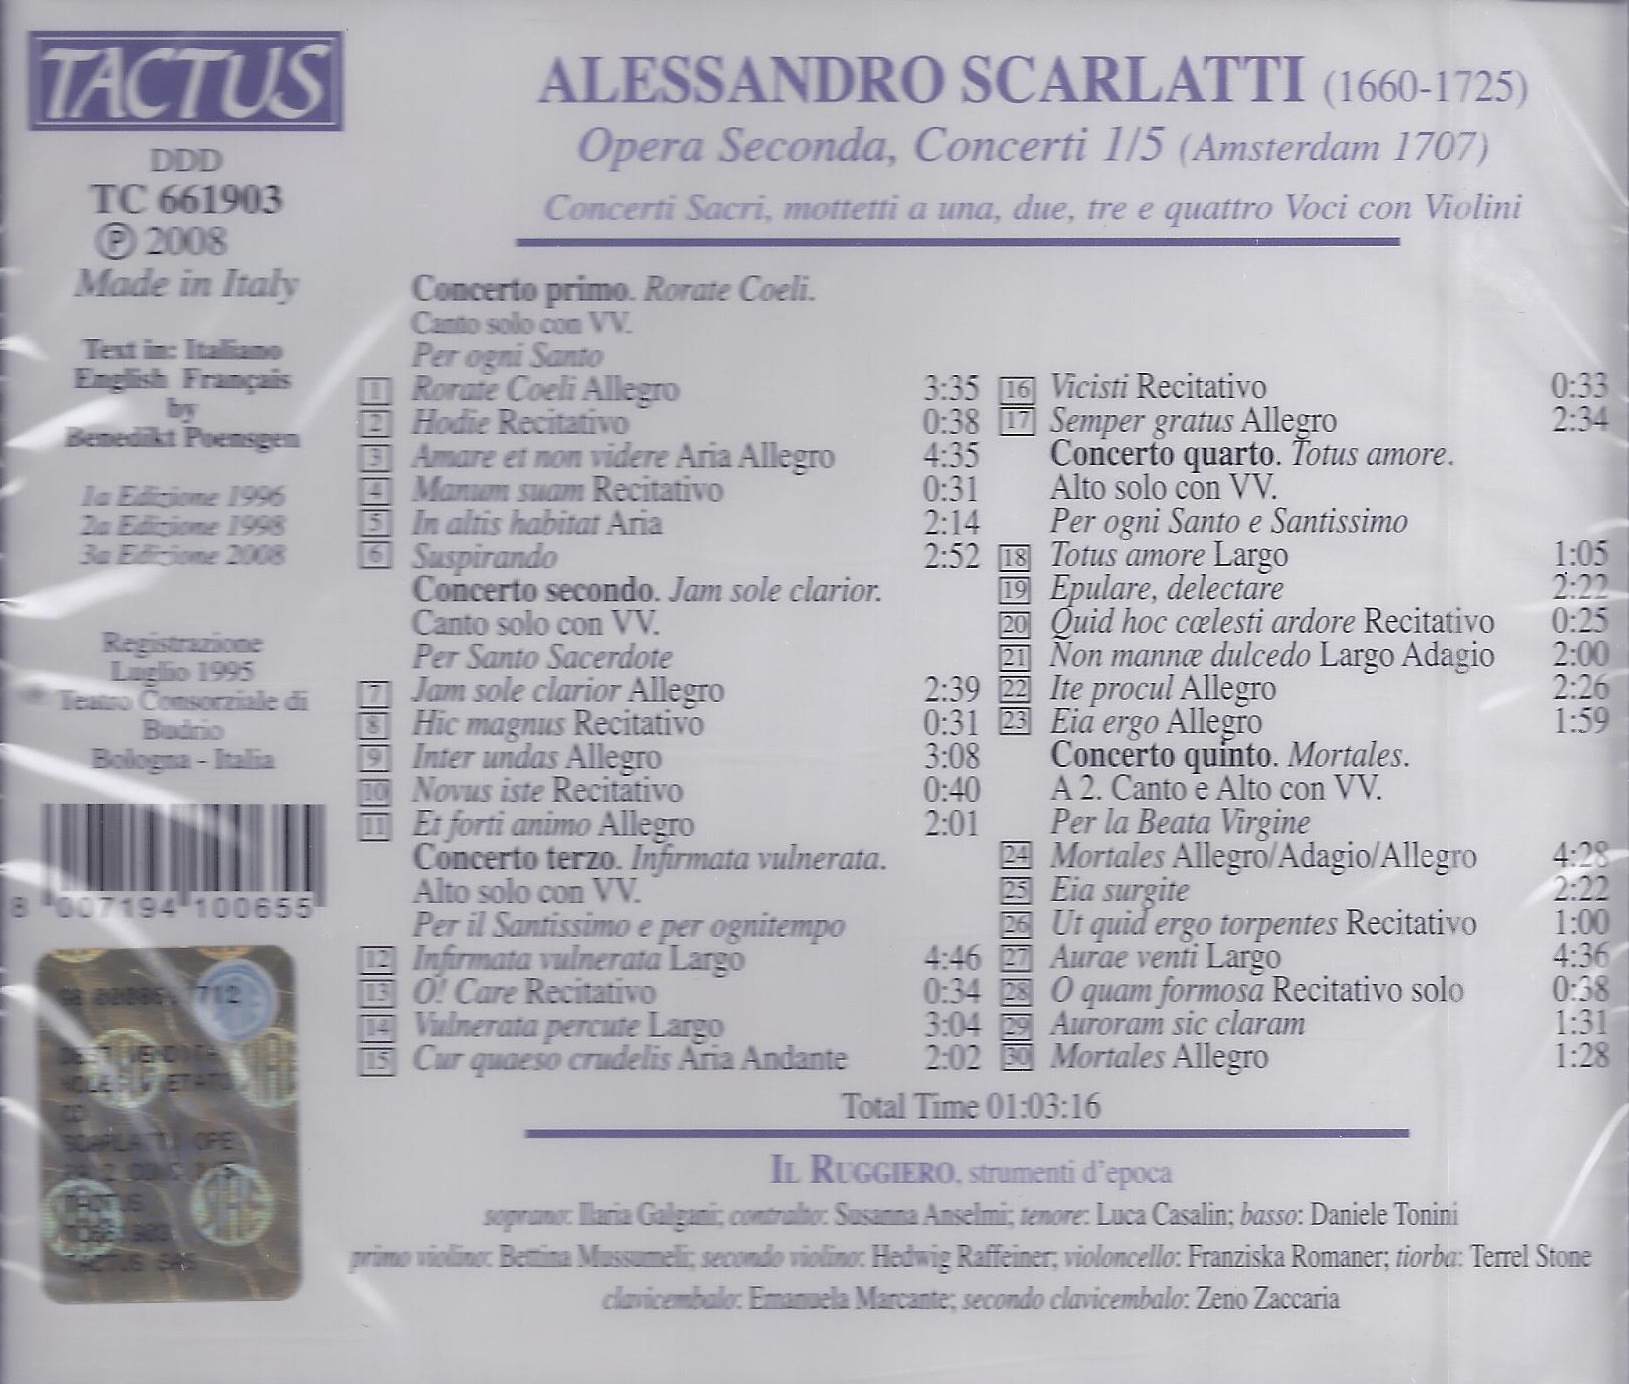 TACTUS
DDD
TC 661903
Ⓟ 2008
Made in Italy
Text in: Italiano
English Français
by
Benedikt Poensgen
1a Edizione 1996
2a Edizione 1998
3a Edizione 2008
Registrazione
Luglio 1995
Teatro Consorziale di
Budrio
Bologna - Italia
8 007194 100655
ALESSANDRO SCARLATTI (1660-1725)
Opera Seconda, Concerti 1/5 (Amsterdam 1707)
Concerti Sacri, mottetti a una, due, tre e quattro Voci con Violini
Concerto primo. Rorate Coeli.
Canto solo con VV.
Per ogni Santo
1 Rorate Coeli Allegro 3:35
2 Hodie Recitativo 0:38
3 Amare et non videre Aria Allegro 4:35
4 Manum suam Recitativo 0:31
5 In altis habitat Aria 2:14
6 Suspirando 2:52
Concerto secondo. Jam sole clarior.
Canto solo con VV.
Per Santo Sacerdote
7 Jam sole clarior Allegro 2:39
8 Hic magnus Recitativo 0:31
9 Inter undas Allegro 3:08
10 Novus iste Recitativo 0:40
11 Et forti animo Allegro 2:01
Concerto terzo. Infirmata vulnerata.
Alto solo con VV.
Per il Santissimo e per ognitempo
12 Infirmata vulnerata Largo 4:46
13 O! Care Recitativo 0:34
14 Vulnerata percute Largo 3:04
15 Cur quaeso crudelis Aria Andante 2:02
16 Vicisti Recitativo 0:33
17 Semper gratus Allegro 2:34
Concerto quarto. Totus amore.
Alto solo con VV.
Per ogni Santo e Santissimo
18 Totus amore Largo 1:05
19 Epulare, delectare 2:22
20 Quid hoc cœlesti ardore Recitativo 0:25
21 Non mannæ dulcedo Largo Adagio 2:00
22 Ite procul Allegro 2:26
23 Eia ergo Allegro 1:59
Concerto quinto. Mortales.
A 2. Canto e Alto con VV.
Per la Beata Virgine
24 Mortales Allegro/Adagio/Allegro 4:28
25 Eia surgite 2:22
26 Ut quid ergo torpentes Recitativo 1:00
27 Aurae venti Largo 4:36
28 O quam formosa Recitativo solo 0:38
29 Auroram sic claram 1:31
30 Mortales Allegro 1:28
Total Time 01:03:16
IL RUGGIERO, strumenti d'epoca
soprano: Ilaria Galgani; contralto: Susanna Anselmi; tenore: Luca Casalin; basso: Daniele Tonini
primo violino: Bettina Mussumeli; secondo violino: Hedwig Raffeiner; violoncello: Franziska Romaner; tiorba: Terrel Stone
clavicembalo: Emanuela Marcante; secondo clavicembalo: Zeno Zaccaria
712
CD
TACTUS